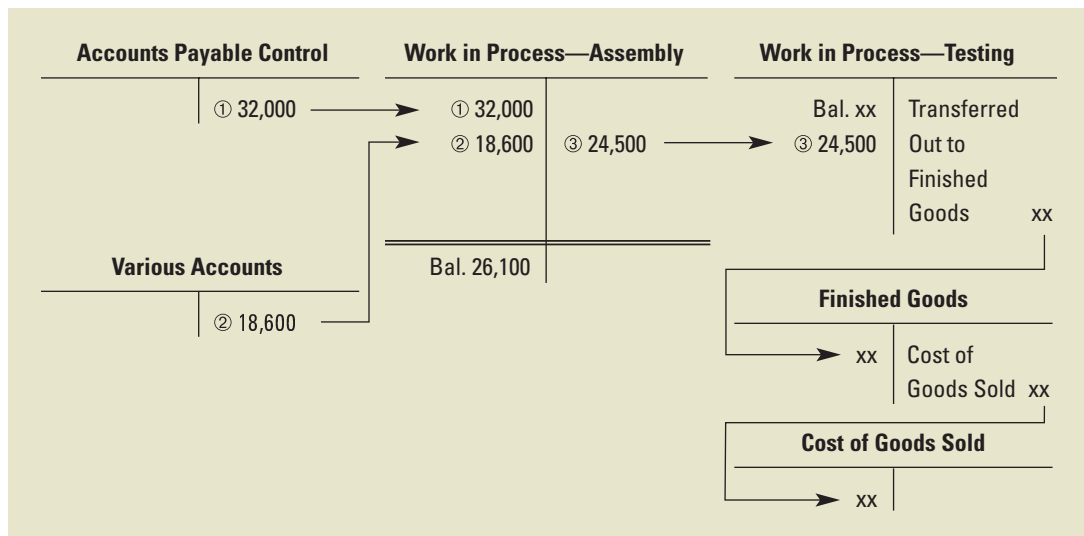 Accounts Payable Control
① 32,000
Work in Process—Assembly
① 32,000
② 18,600 ③ 24,500
Bal. 26,100
Work in Process—Testing
Bal. xx Transferred
③ 24,500 Out to
Finished
Goods xx
Various Accounts
② 18,600
Finished Goods
xx Cost of
Goods Sold xx
Cost of Goods Sold
xx